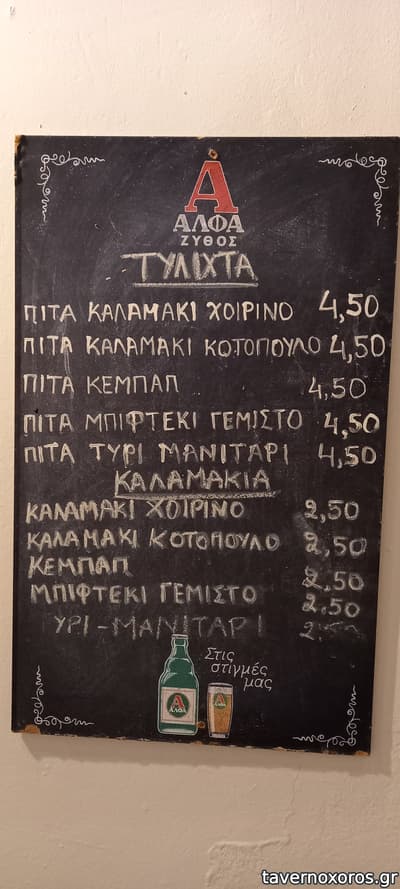 Α
ΑΛΦΑ
ΖΥΘΟΣ
ΤΥΛΙΧΤΑ
ΠΙΤΑ ΚΑΛΑΜΑΚΙ ΧΟΙΡΙΝΟ 4,50
ΠΙΤΑ ΚΑΛΑΜΑΚΙ ΚΟΤΟΠΟΥΛΟ 4,50
ΠΙΤΑ ΚΕΜΠΑΠ 4,50
ΠΙΤΑ ΜΠΙΦΤΕΚΙ ΓΕΜΙΣΤΟ 4,50
ΠΙΤΑ ΤΥΡΙ ΜΑΝΙΤΑΡΙ 4,50
ΚΑΛΑΜΑΚΙΑ
ΚΑΛΑΜΑΚΙ ΧΟΙΡΙΝΟ 2,50
ΚΑΛΑΜΑΚΙ ΚΟΤΟΠΟΥΛΟ 2,50
ΚΕΜΠΑΠ 2,50
ΜΠΙΦΤΕΚΙ ΓΕΜΙΣΤΟ 2,50
ΥΡΙ-ΜΑΝΙΤΑΡΙ
Στις
στιγμές
μας
Α
ΑΛΦΑ
tavernoxoros.gr